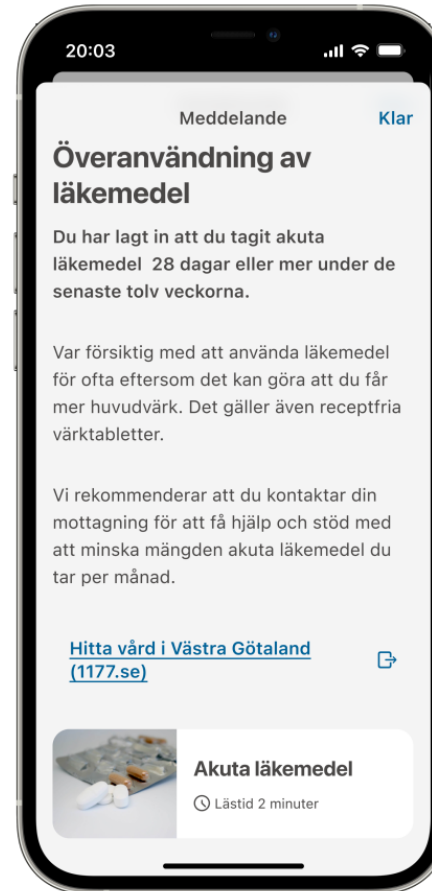 20:03
Meddelande
Klar
Överanvändning av
läkemedel
Du har lagt in att du tagit akuta
läkemedel  28 dagar eller mer under de
senaste tolv veckorna.
Var försiktig med att använda läkemedel
för ofta eftersom det kan göra att du får
mer huvudvärk. Det gäller även receptfria
värktabletter.
Vi rekommenderar att du kontaktar din
mottagning för att få hjälp och stöd med
att minska mängden akuta läkemedel du
tar per månad.
Hitta vård i Västra Götaland
(1177.se)
Akuta läkemedel
Lästid 2 minuter